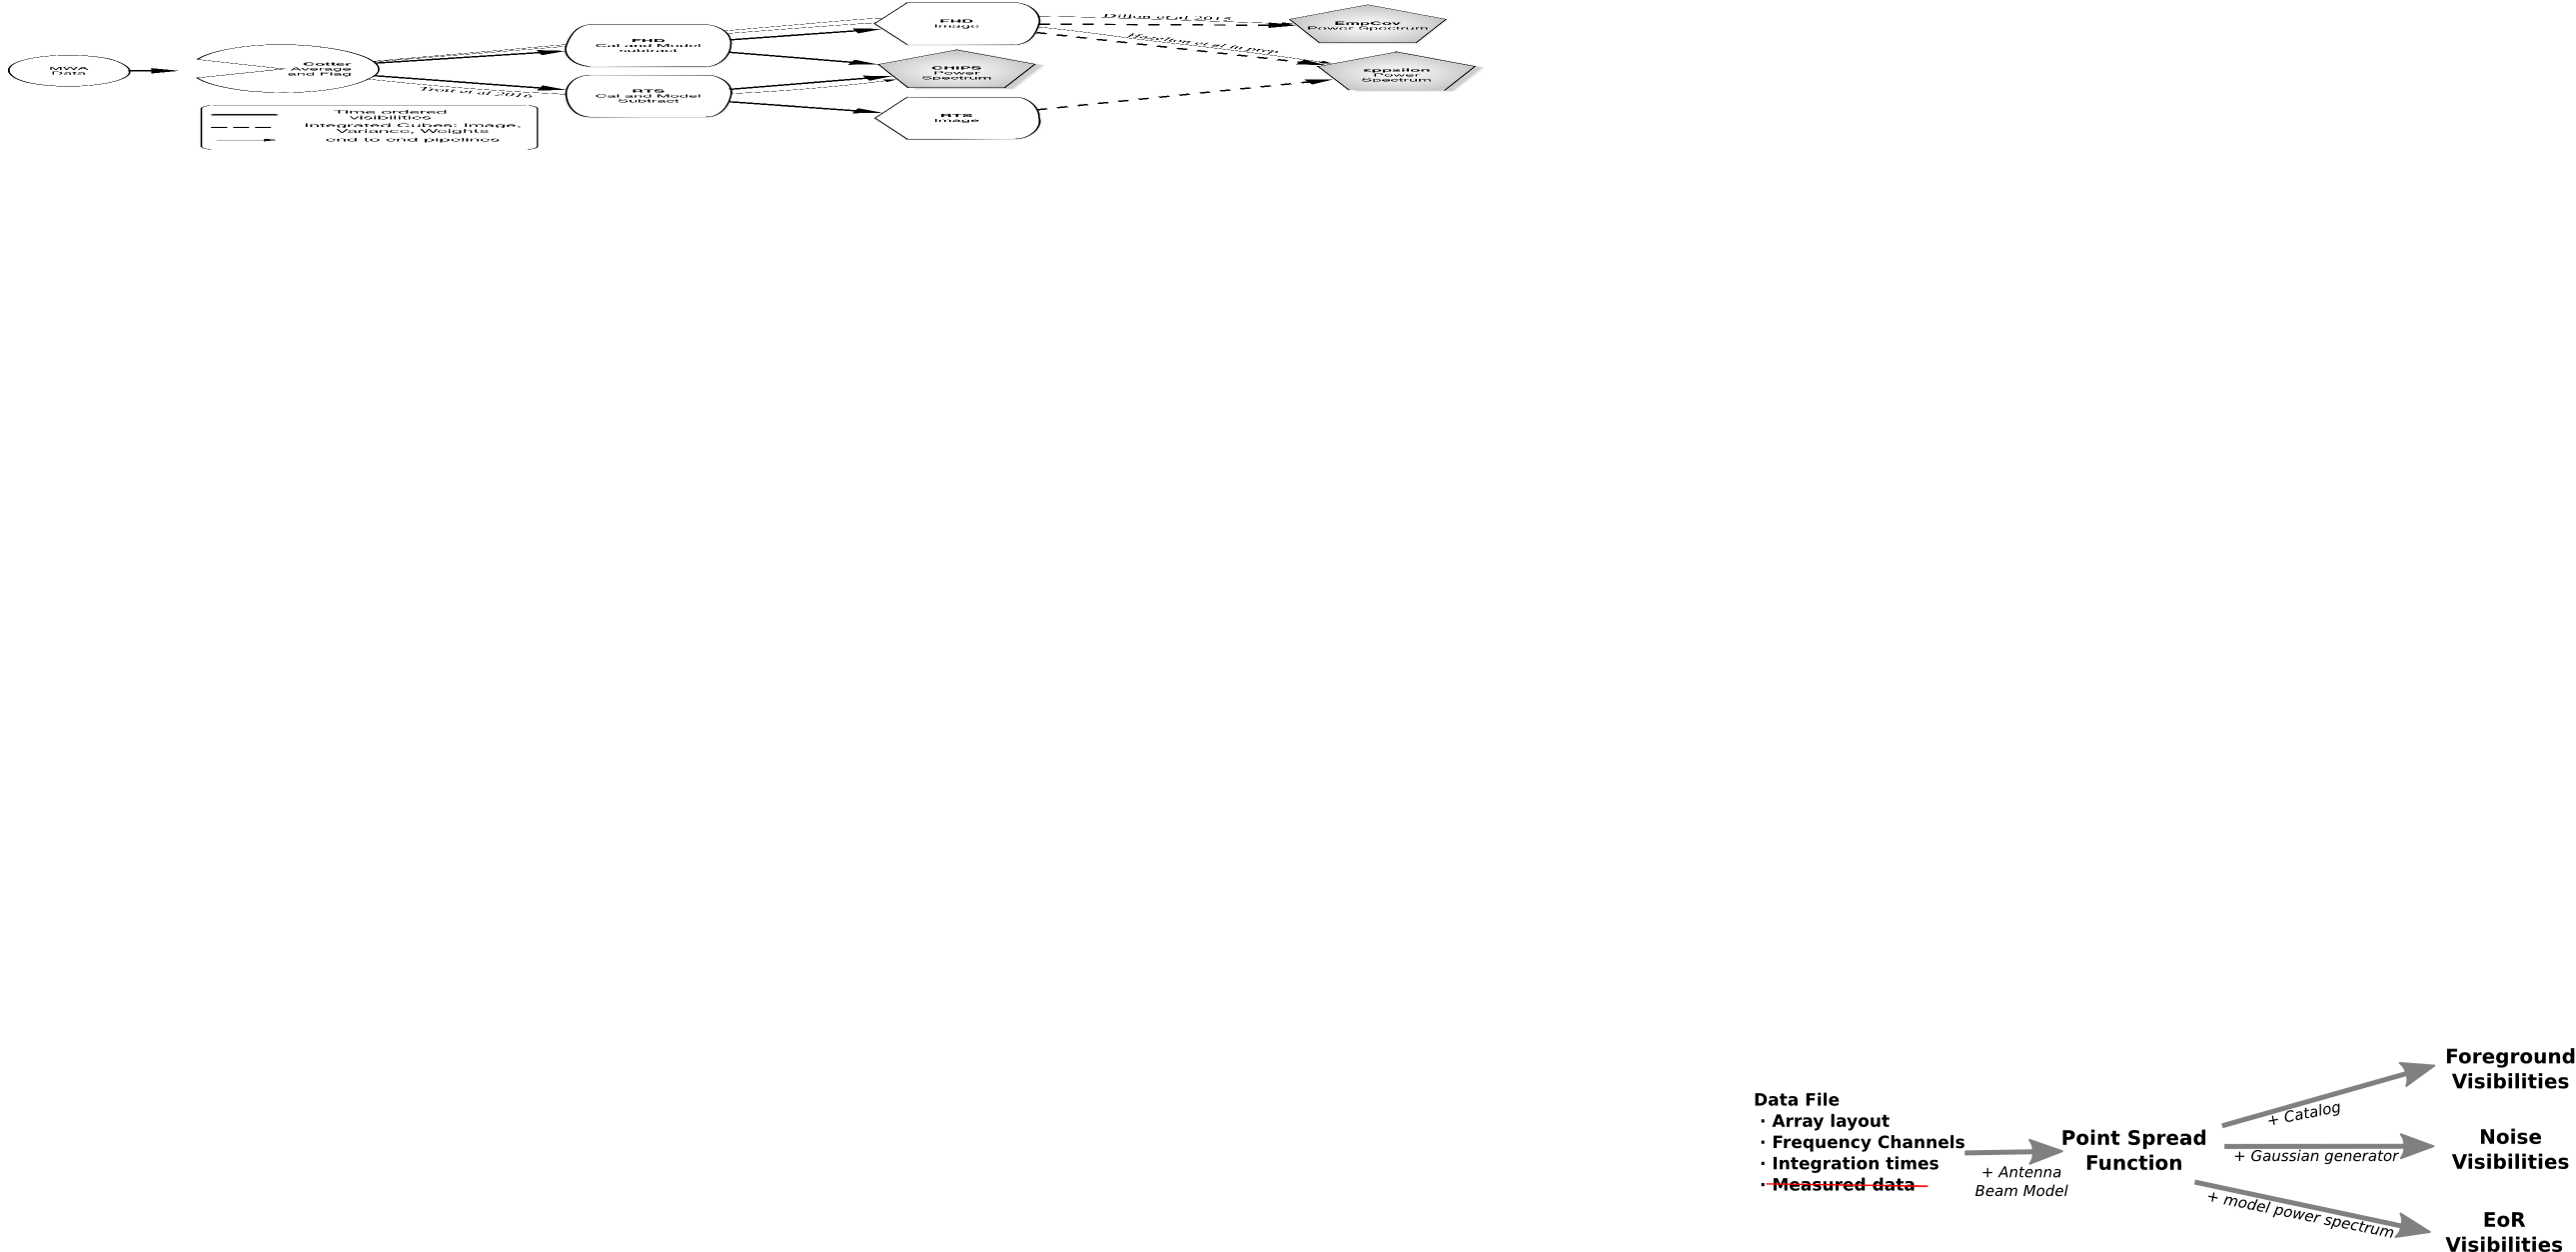 MWA
Data
Cotter
Average
and Flag
Trott et al 2016
FHD
Cal and Model
subtract
RTS
Cal and Model
Subtract
FHD
Image
CHIPS
Power
Spectrum
RTS
Image
Dillon et al 2015
Hazelton et al in prep
EmpCov
Power Spectrum
εppsilon
Power
Spectrum
Time ordered
visibilities
Integrated Cubes: Image,
Variance, Weights
end to end pipelines
Data File
· Array layout
· Frequency Channels
· Integration times
· Measured data
+ Antenna
Beam Model
Point Spread
Function
+ Catalog
+ Gaussian generator
+ model power spectrum
Foreground
Visibilities
Noise
Visibilities
EoR
Visibilities